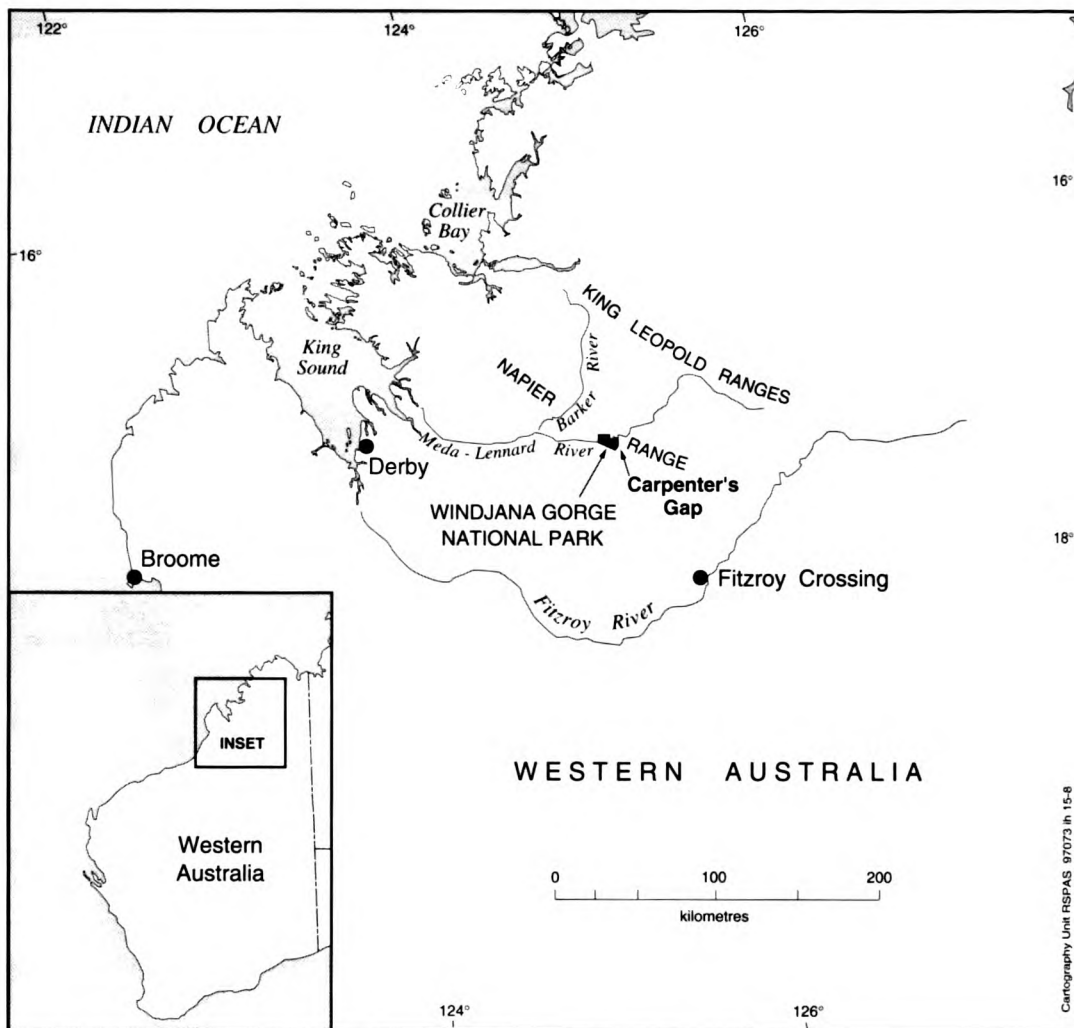 122°
124°
126°
INDIAN OCEAN
16°
Collier
Bay
16°
KING LEOPOLD RANGES
King
Sound
NAPIER
Barker River
Meda - Lennard River
RANGE
Derby
Carpenter's
Gap
WINDJANA GORGE
NATIONAL PARK
18°
Broome
Fitzroy Crossing
Fitzroy River
INSET
WESTERN AUSTRALIA
Western
Australia
0 100 200
kilometres
124°
126°
Cartography Unit RSPAS 97073 ih 15-8